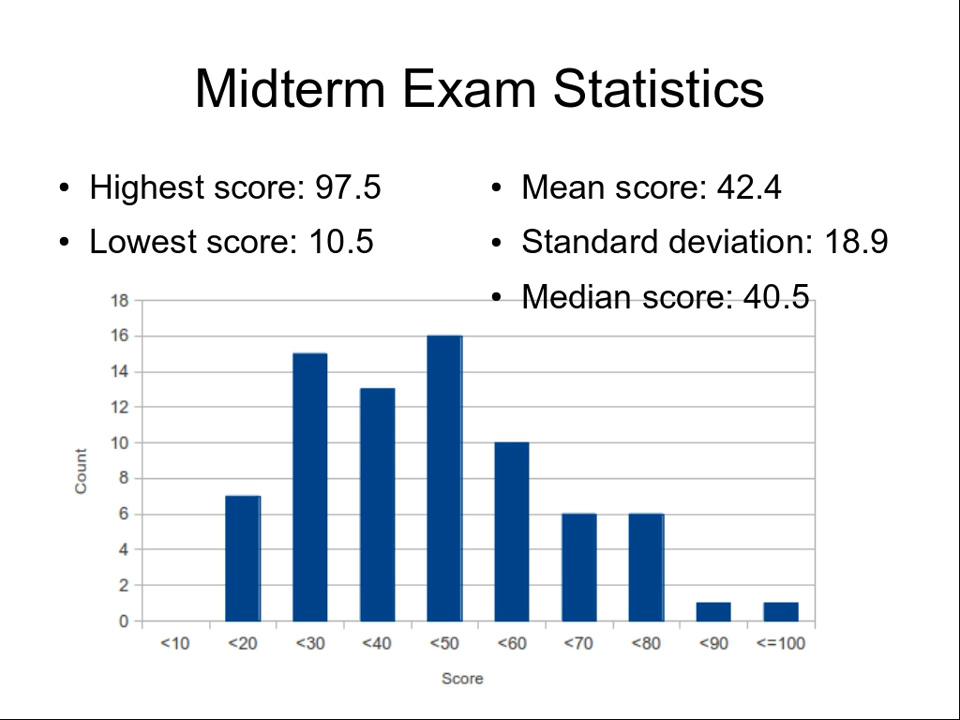 Midterm Exam Statistics
• Highest score: 97.5
• Lowest score: 10.5
• Mean score: 42.4
• Standard deviation: 18.9
• Median score: 40.5
18
16
14
12
10
8
6
4
2
0
Count
<10 <20 <30 <40 <50 <60 <70 <80 <90 <=100
Score